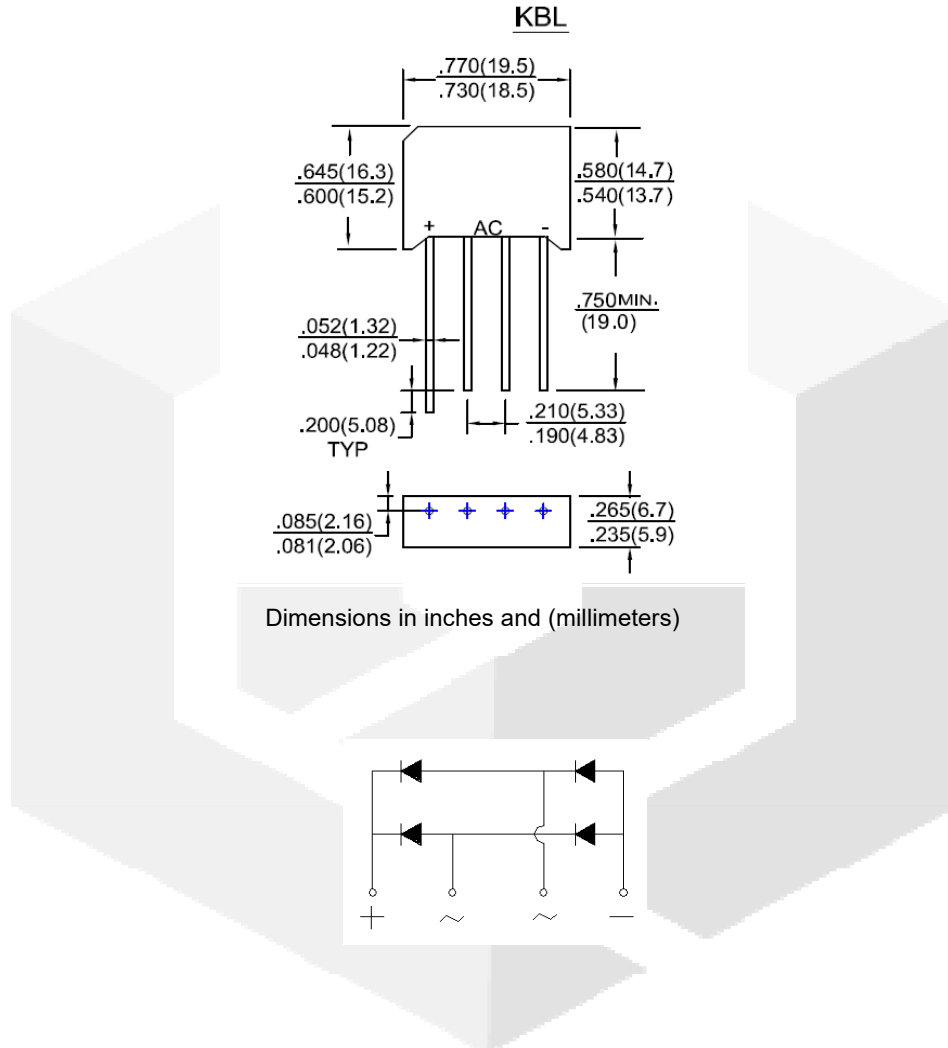 KBL
.770(19.5)
.730(18.5)
.645(16.3)
.600(15.2)
.580(14.7)
.540(13.7)
+ AC -
.750MIN.
(19.0)
.052(1.32)
.048(1.22)
.210(5.33)
.190(4.83)
.200(5.08)
TYP
.085(2.16)
.081(2.06)
.265(6.7)
.235(5.9)
Dimensions in inches and (millimeters)
+ ~ ~ −